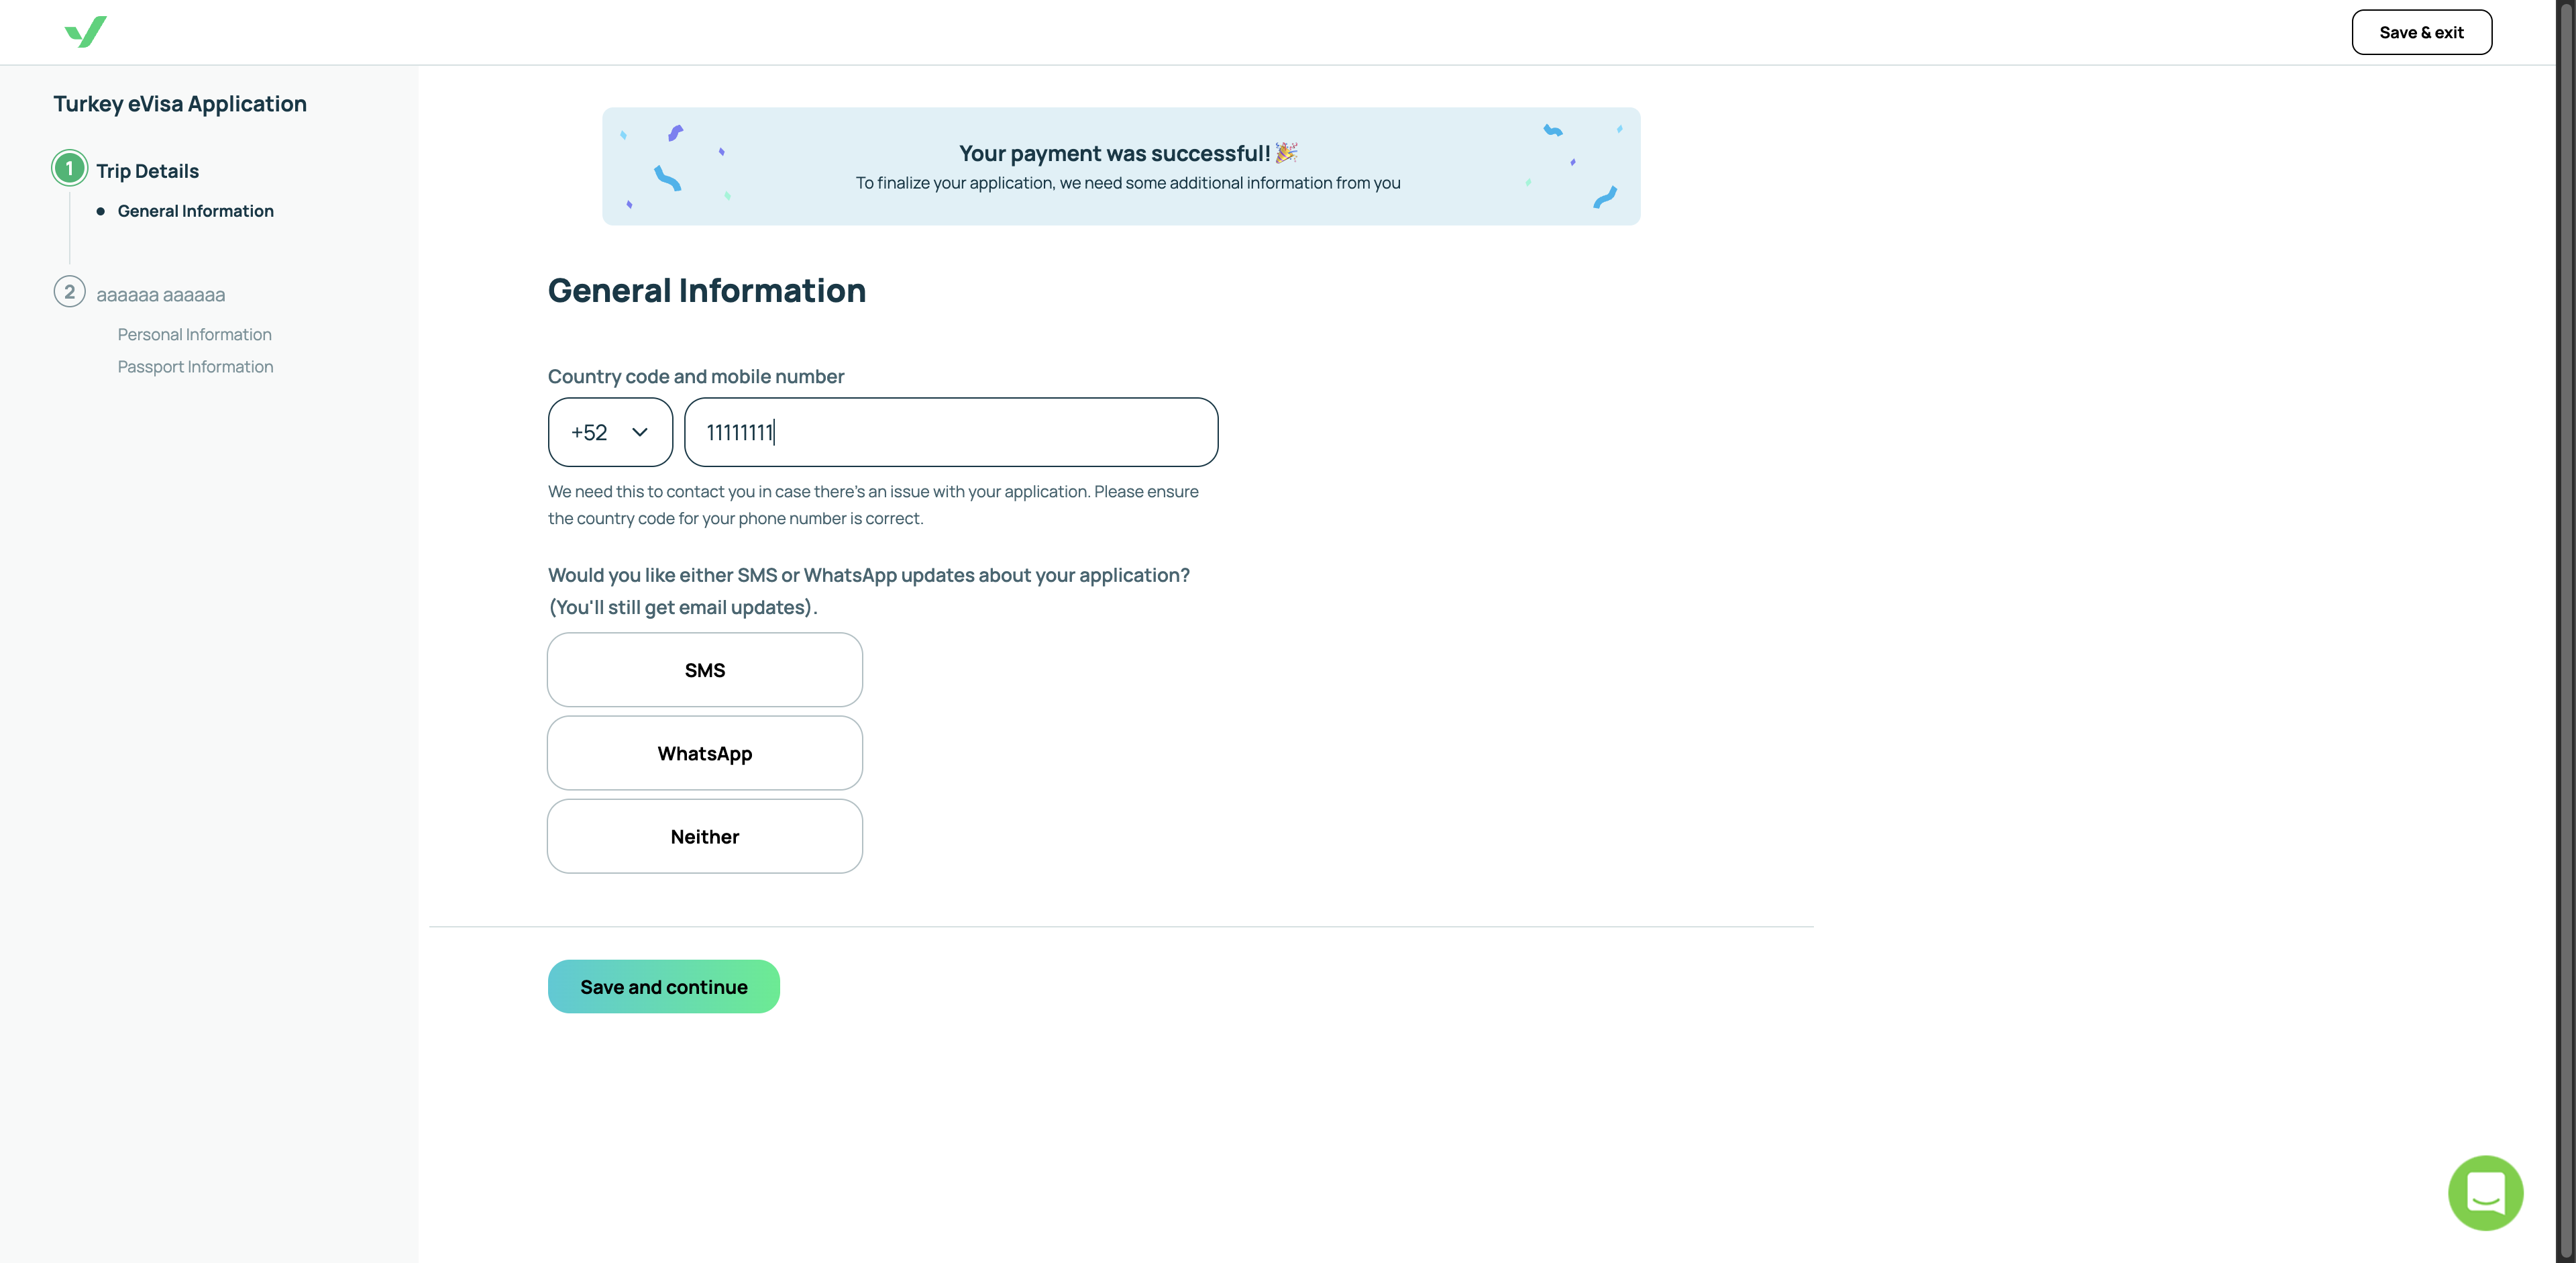 Save & exit
Turkey eVisa Application
1 Trip Details
General Information
2 aaaaaa aaaaaa
Personal Information
Passport Information
Your payment was successful! 🎉
To finalize your application, we need some additional information from you
General Information
Country code and mobile number
+52 11111111
We need this to contact you in case there's an issue with your application. Please ensure
the country code for your phone number is correct.
Would you like either SMS or WhatsApp updates about your application?
(You'll still get email updates).
SMS
WhatsApp
Neither
Save and continue